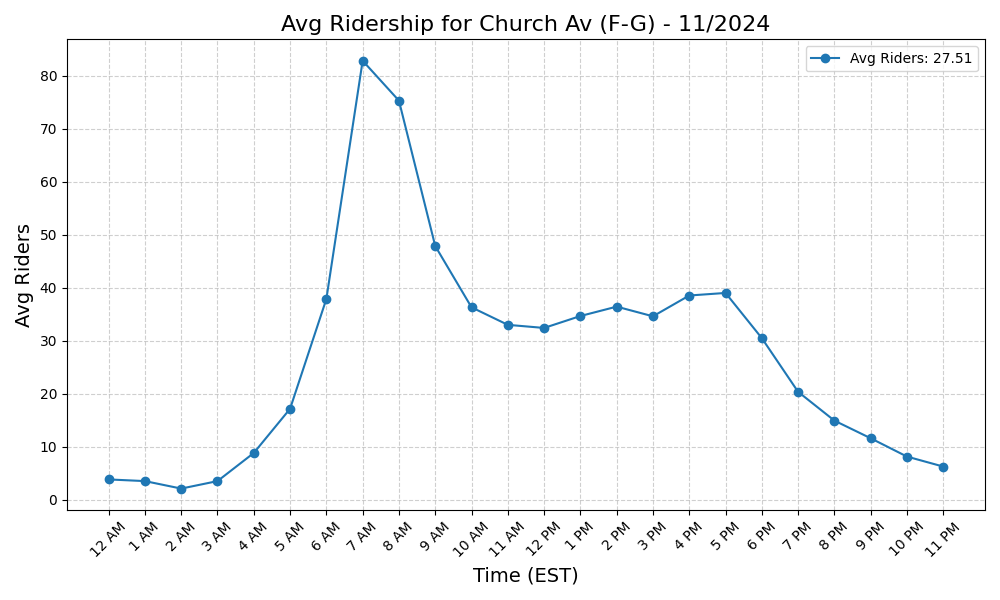 Avg Ridership for Church Av (F-G) - 11/2024
Avg Riders: 27.51
Avg Riders
80
70
60
50
40
30
20
10
0
12 AM
1 AM
2 AM
3 AM
4 AM
5 AM
6 AM
7 AM
8 AM
9 AM
10 AM
11 AM
12 PM
1 PM
2 PM
3 PM
4 PM
5 PM
6 PM
7 PM
8 PM
9 PM
10 PM
11 PM
Time (EST)